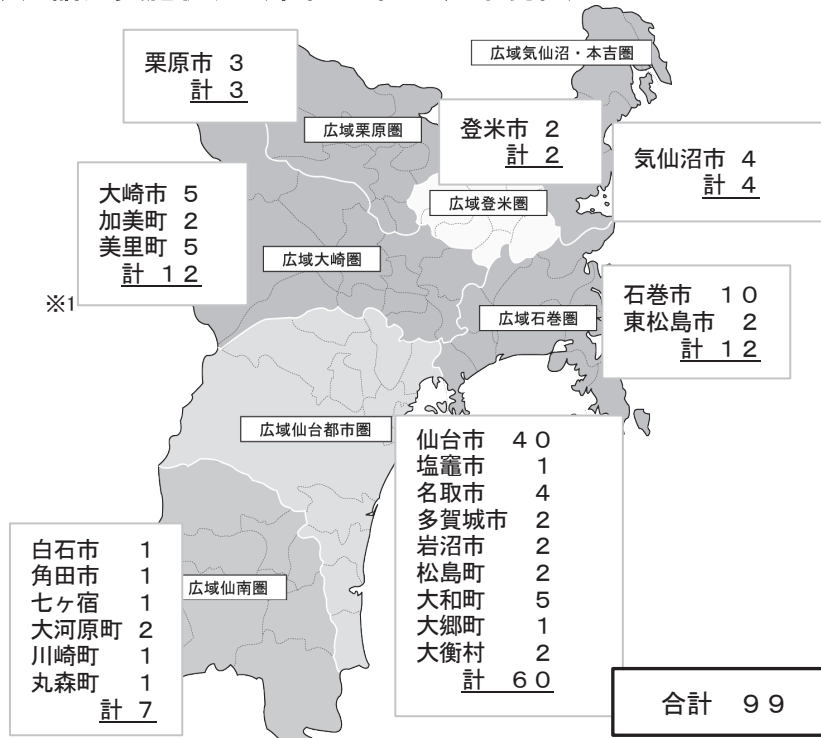 広域気仙沼・本吉圏
栗原市 3
計 3
広域栗原圏
登米市 2
計 2
気仙沼市 4
計 4
大崎市 5
加美町 2
美里町 5
計 12
広域登米圏
広域大崎圏
※1
石巻市 10
東松島市 2
計 12
広域石巻圏
広域仙台都市圏
仙台市 40
塩竈市 1
名取市 4
多賀城市 2
岩沼市 2
松島町 2
大和町 5
大郷町 1
大衡村 2
計 60
白石市 1
角田市 1
七ヶ宿 1
大河原町 2
川崎町 1
丸森町 1
計 7
広域仙南圏
合計 99